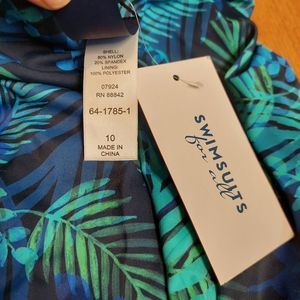 SHELL:
80% NYLON
20% SPANDEX
LINING:
100% POLYESTER
07924
RN 88842
64-1785-1
10
MADE IN
CHINA
SWIMSUITS
for all